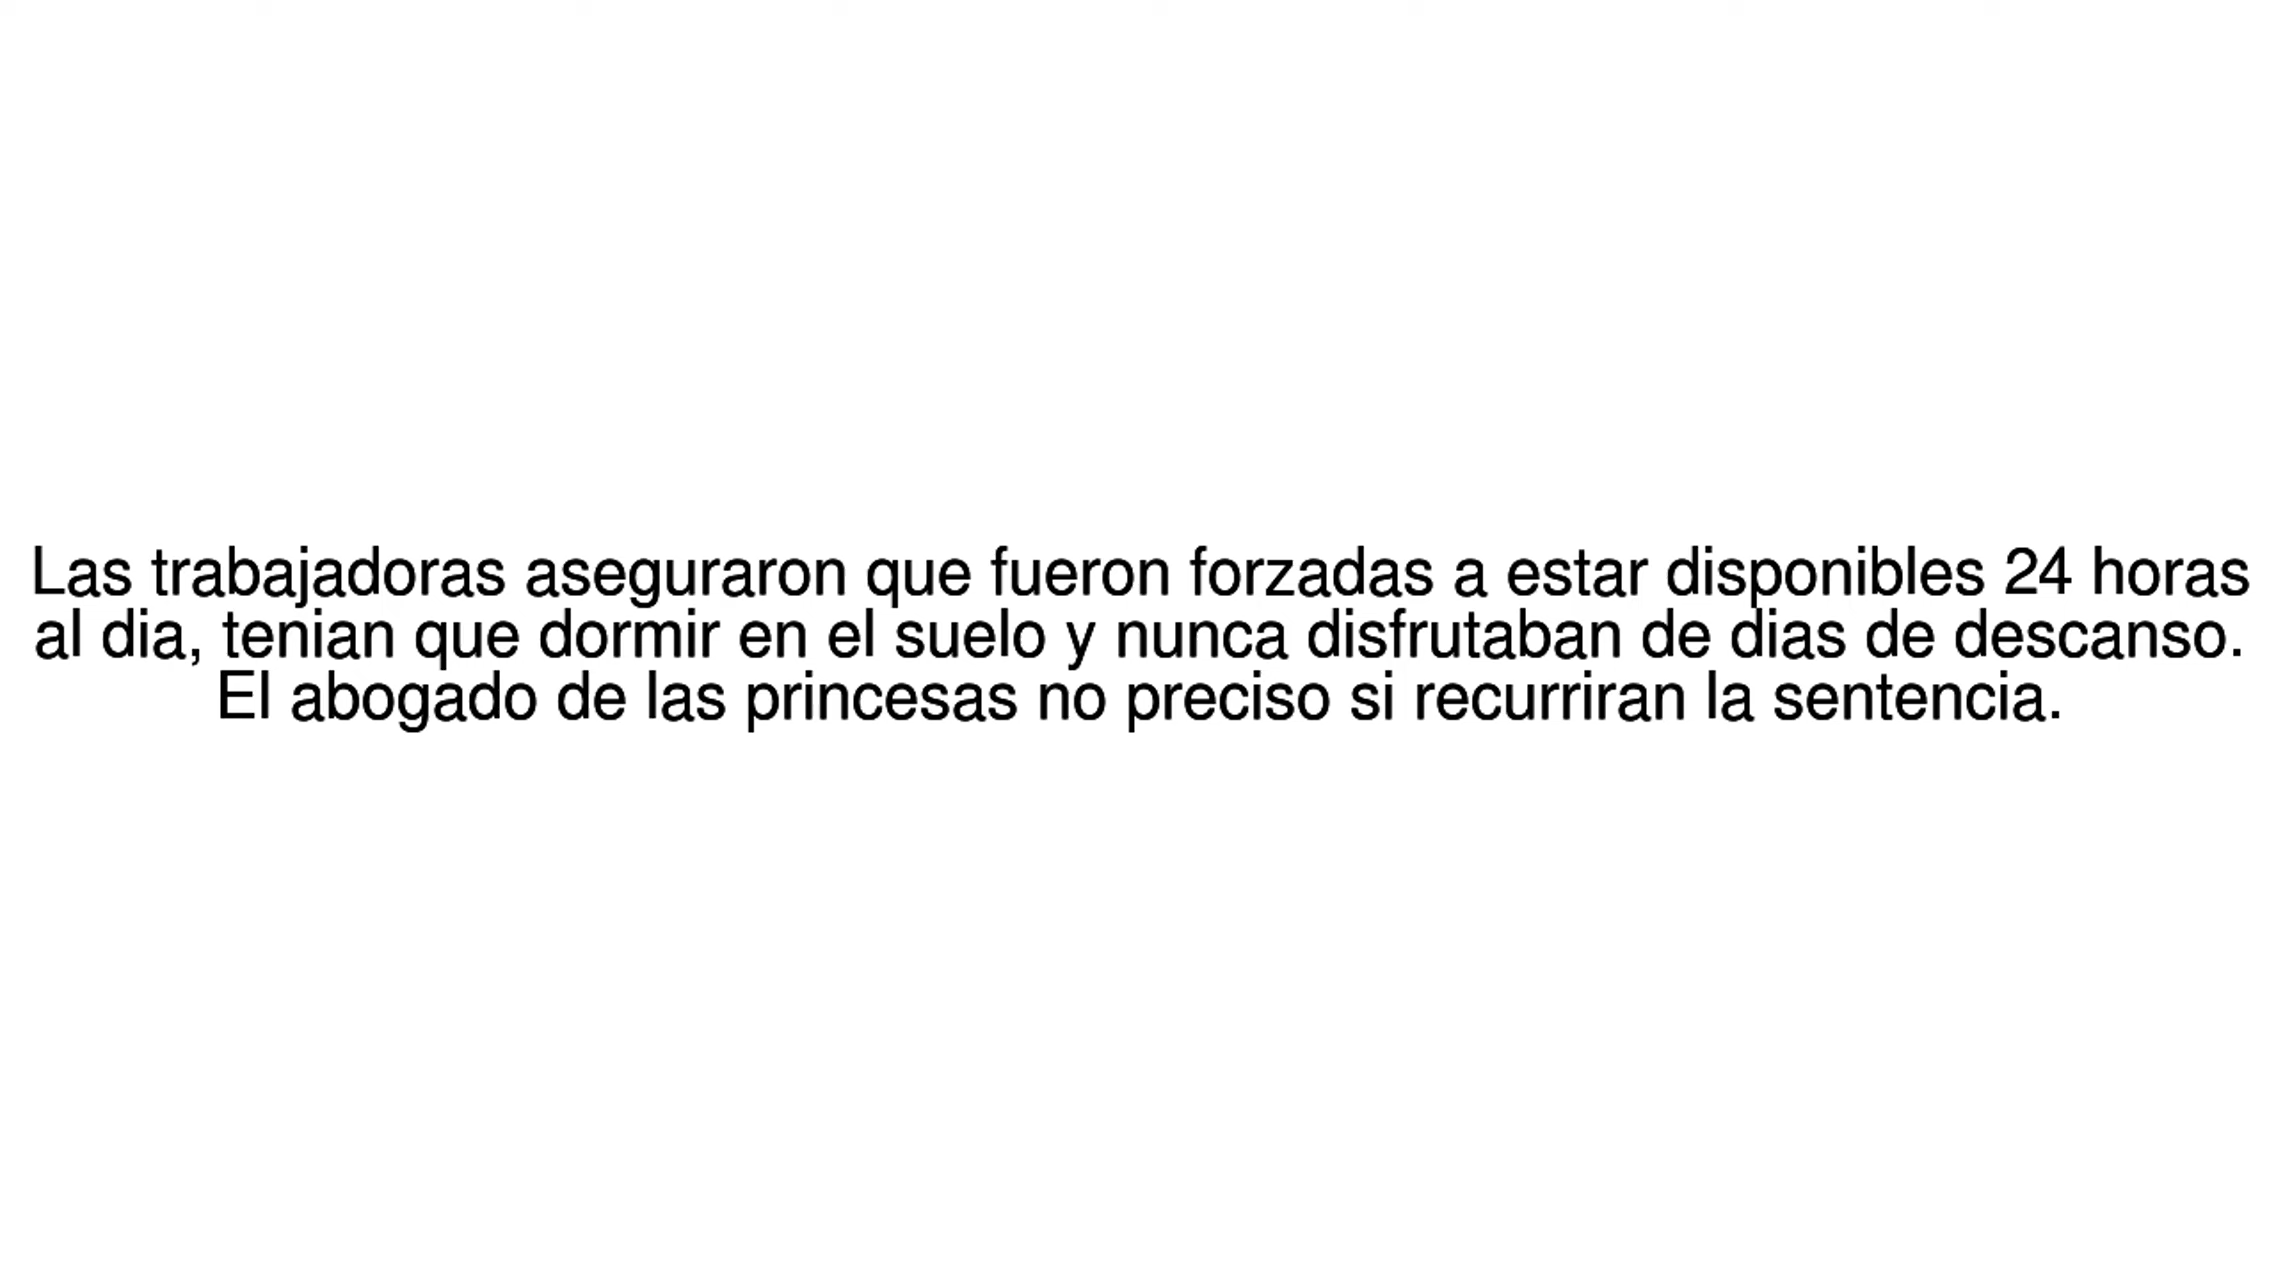 Las trabajadoras aseguraron que fueron forzadas a estar disponibles 24 horas
al dia, tenian que dormir en el suelo y nunca disfrutaban de dias de descanso.
El abogado de las princesas no preciso si recurriran la sentencia.